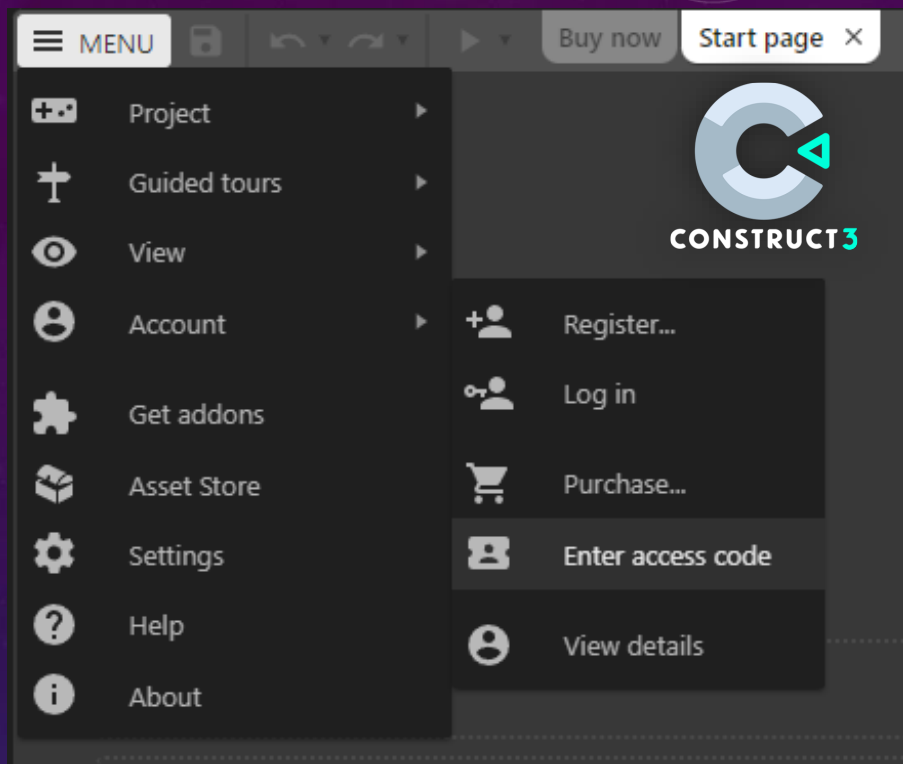 MENU
Buy now
Start page
CONSTRUCT3
Project
Guided tours
View
Account
Get addons
Asset Store
Settings
Help
About
Register...
Log in
Purchase...
Enter access code
View details